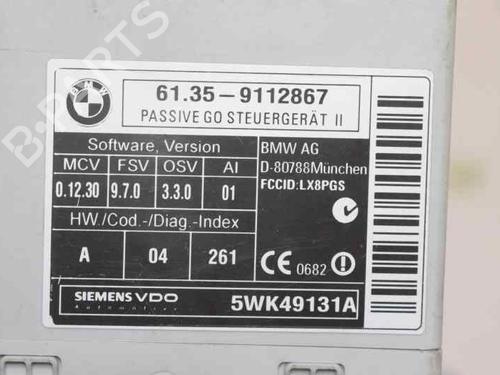 B-PARTS
BMW
61.35-9112867
PASSIVE GO STEUERGERÄT II
Software, Version
MCV FSV OSV AI
0.12.30 9.7.0 3.3.0 01
HW./Cod.-/Diag.-Index
A 04 261
BMW AG
D-80788München
FCCID:LX8PGS
N
CE 0682 !
SIEMENS VDO
Automotive
5WK49131A